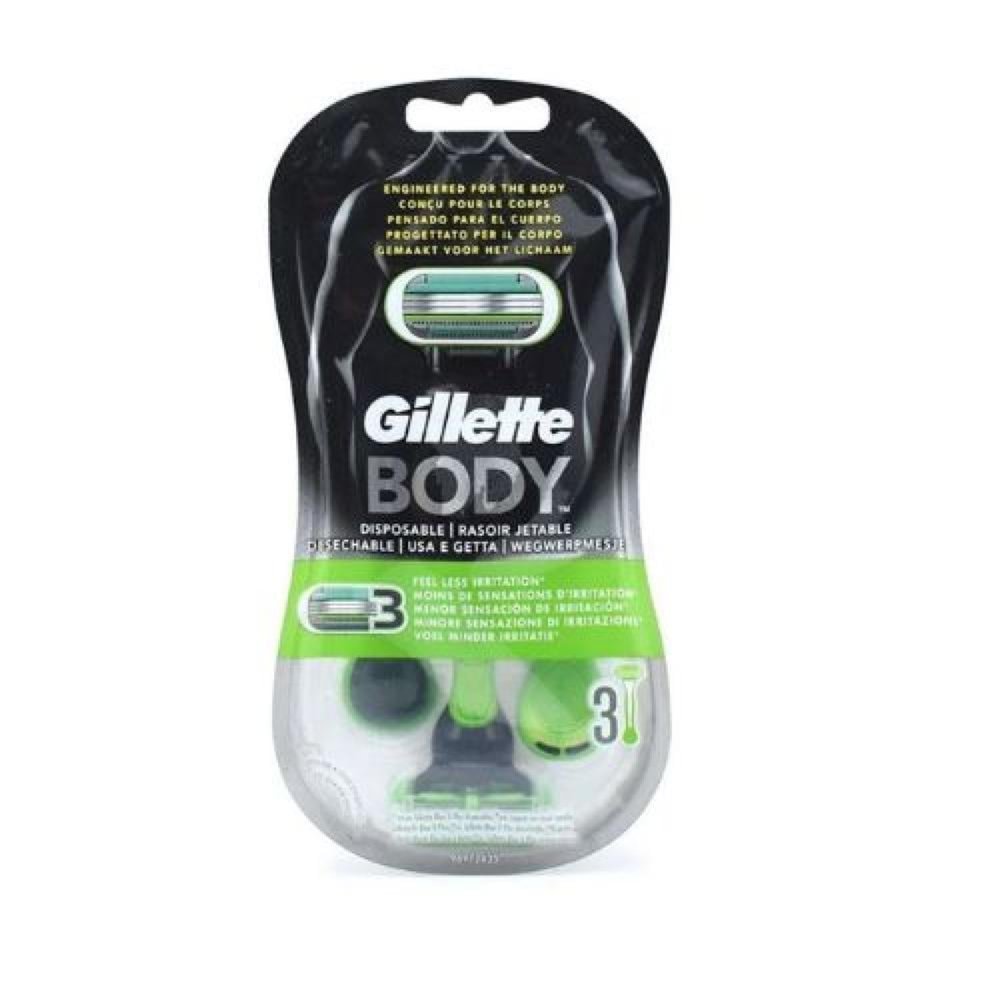 ENGINEERED FOR THE BODY
CONÇU POUR LE CORPS
PENSADO PARA EL CUERPO
PROGETTATO PER IL CORPO
GEMAAKT VOOR HET LICHAAM
Gillette
BODY™
DISPOSABLE | RASOIR JETABLE
DESECHABLE | USA E GETTA | WEGWERPMESJE
3
FEEL LESS IRRITATION*
MOINS DE SENSATIONS D'IRRITATION*
MENOR SENSACIÓN DE IRRITACIÓN*
MINORE SENSAZIONE DI IRRITAZIONE*
VOEL MINDER IRRITATIE*
3